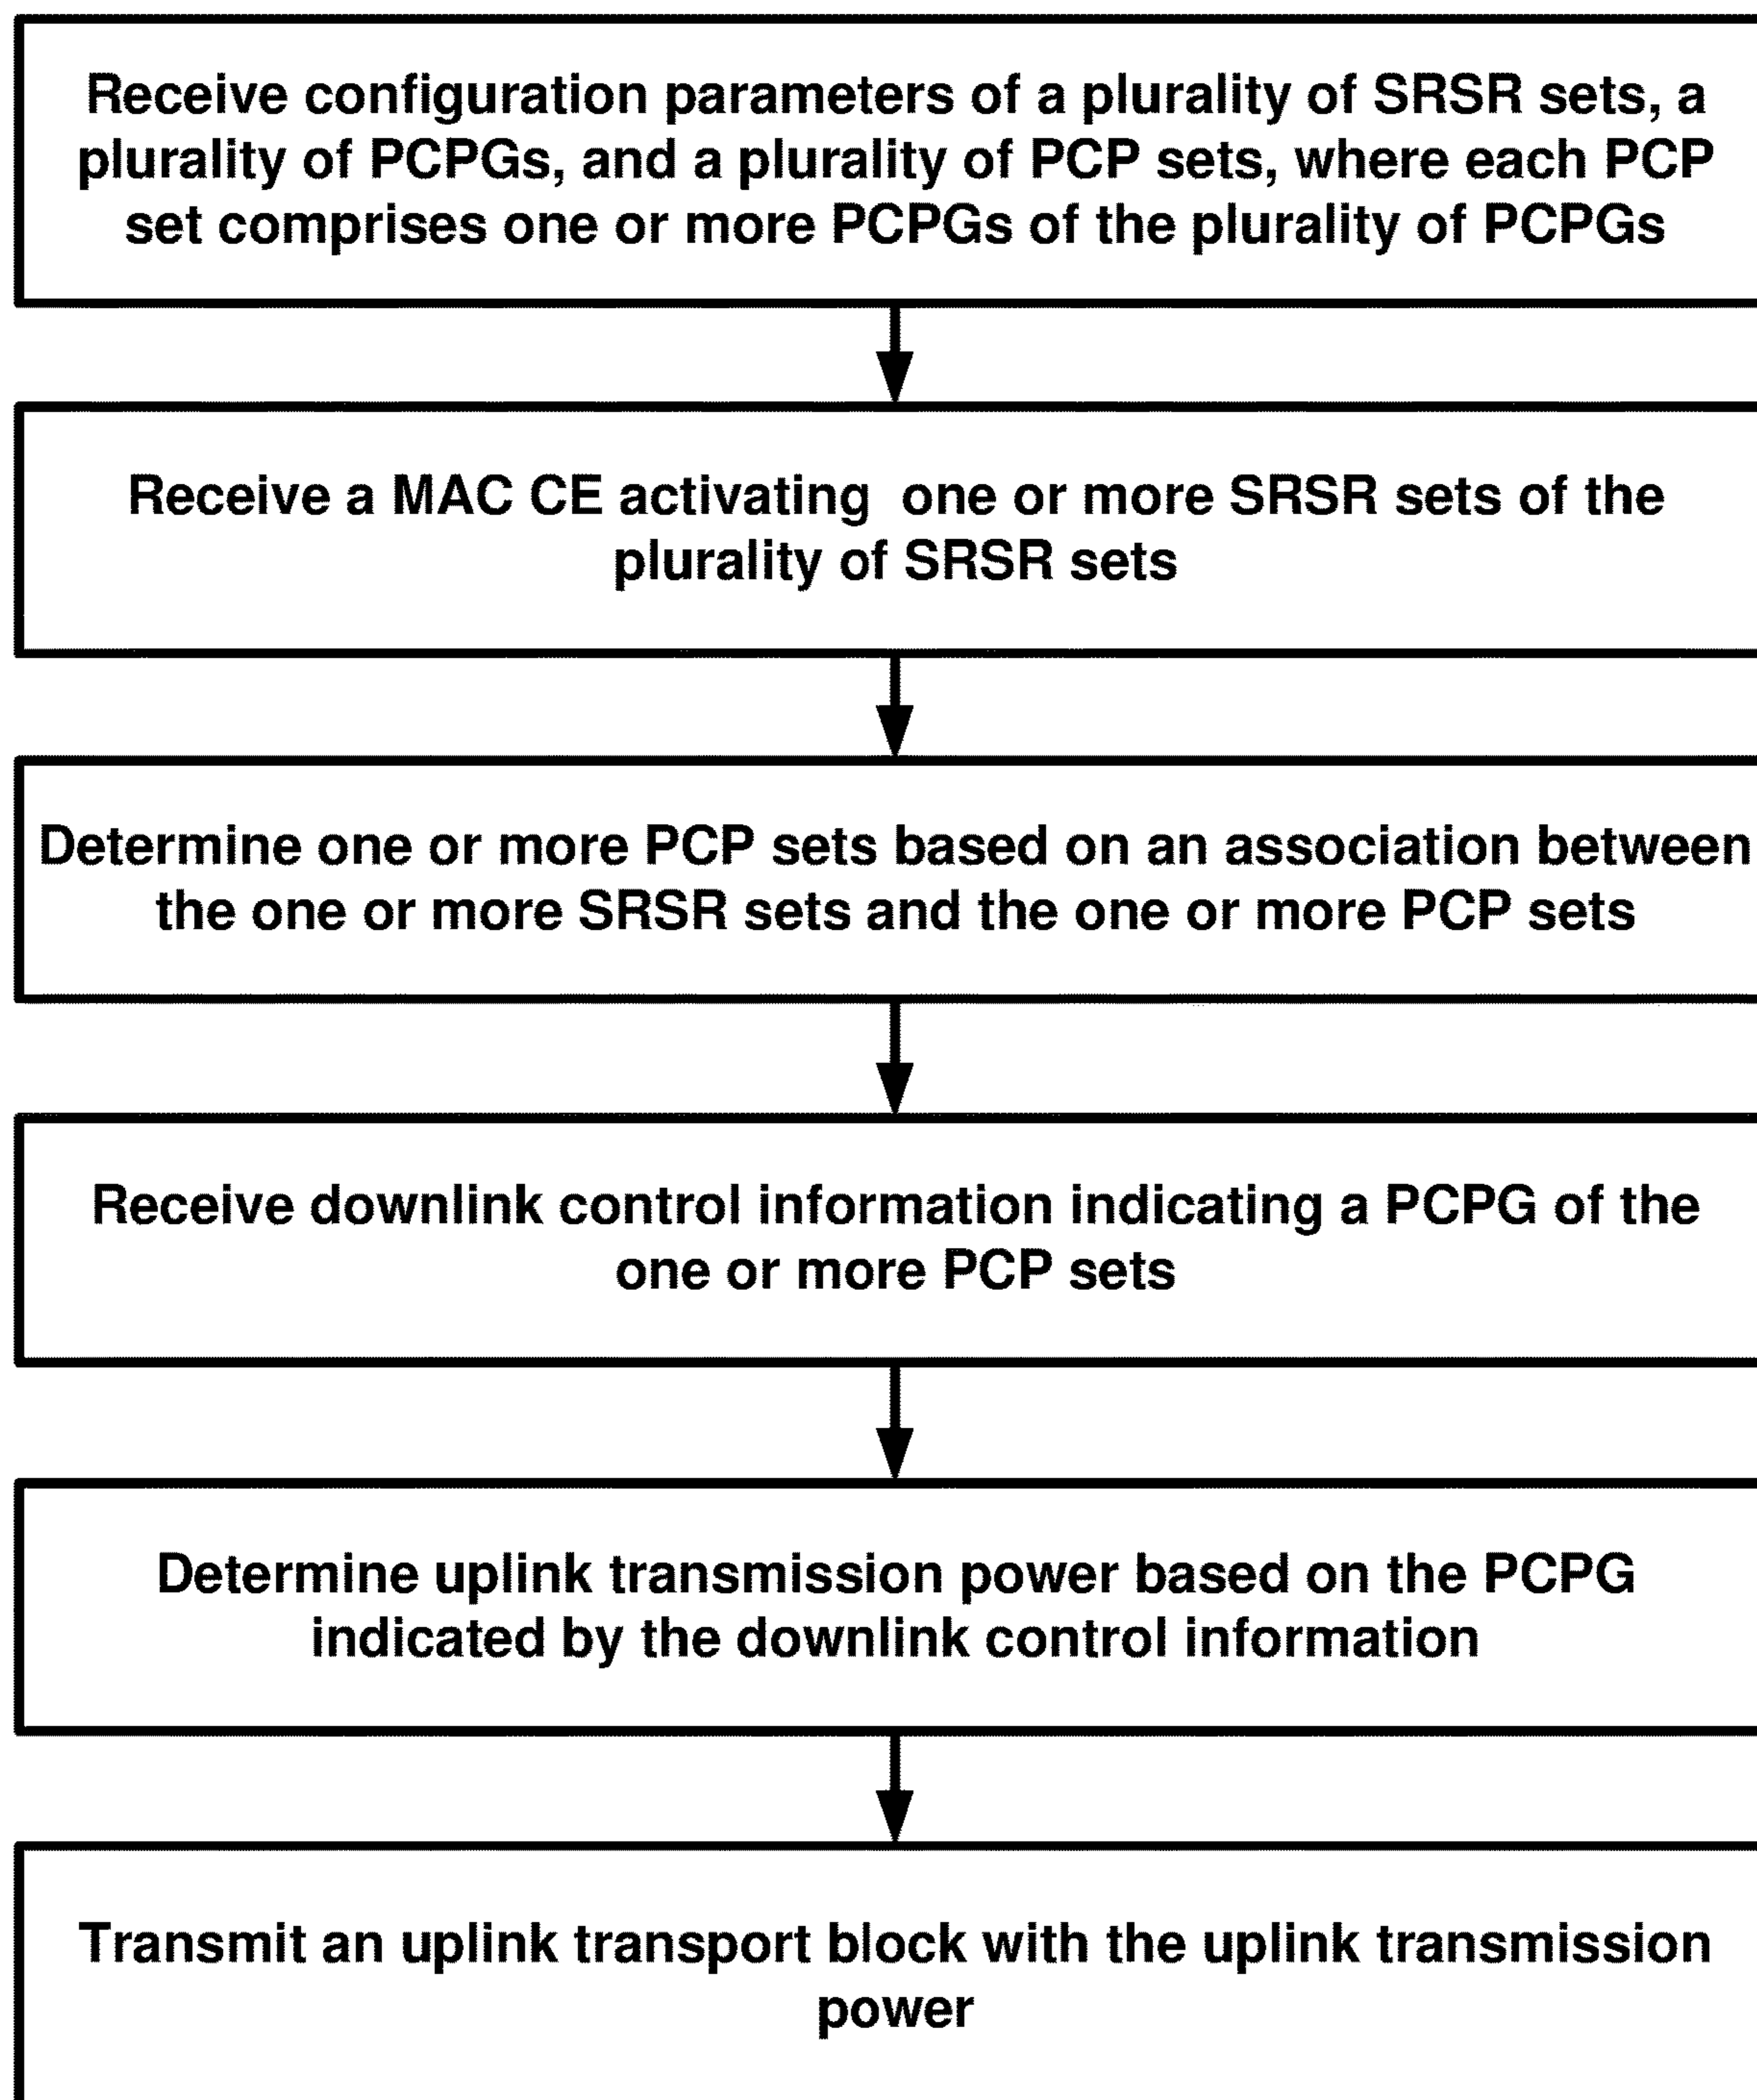 Receive configuration parameters of a plurality of SRSR sets, a
plurality of PCPGs, and a plurality of PCP sets, where each PCP
set comprises one or more PCPGs of the plurality of PCPGs
Receive a MAC CE activating one or more SRSR sets of the
plurality of SRSR sets
Determine one or more PCP sets based on an association between
the one or more SRSR sets and the one or more PCP sets
Receive downlink control information indicating a PCPG of the
one or more PCP sets
Determine uplink transmission power based on the PCPG
indicated by the downlink control information
Transmit an uplink transport block with the uplink transmission
power